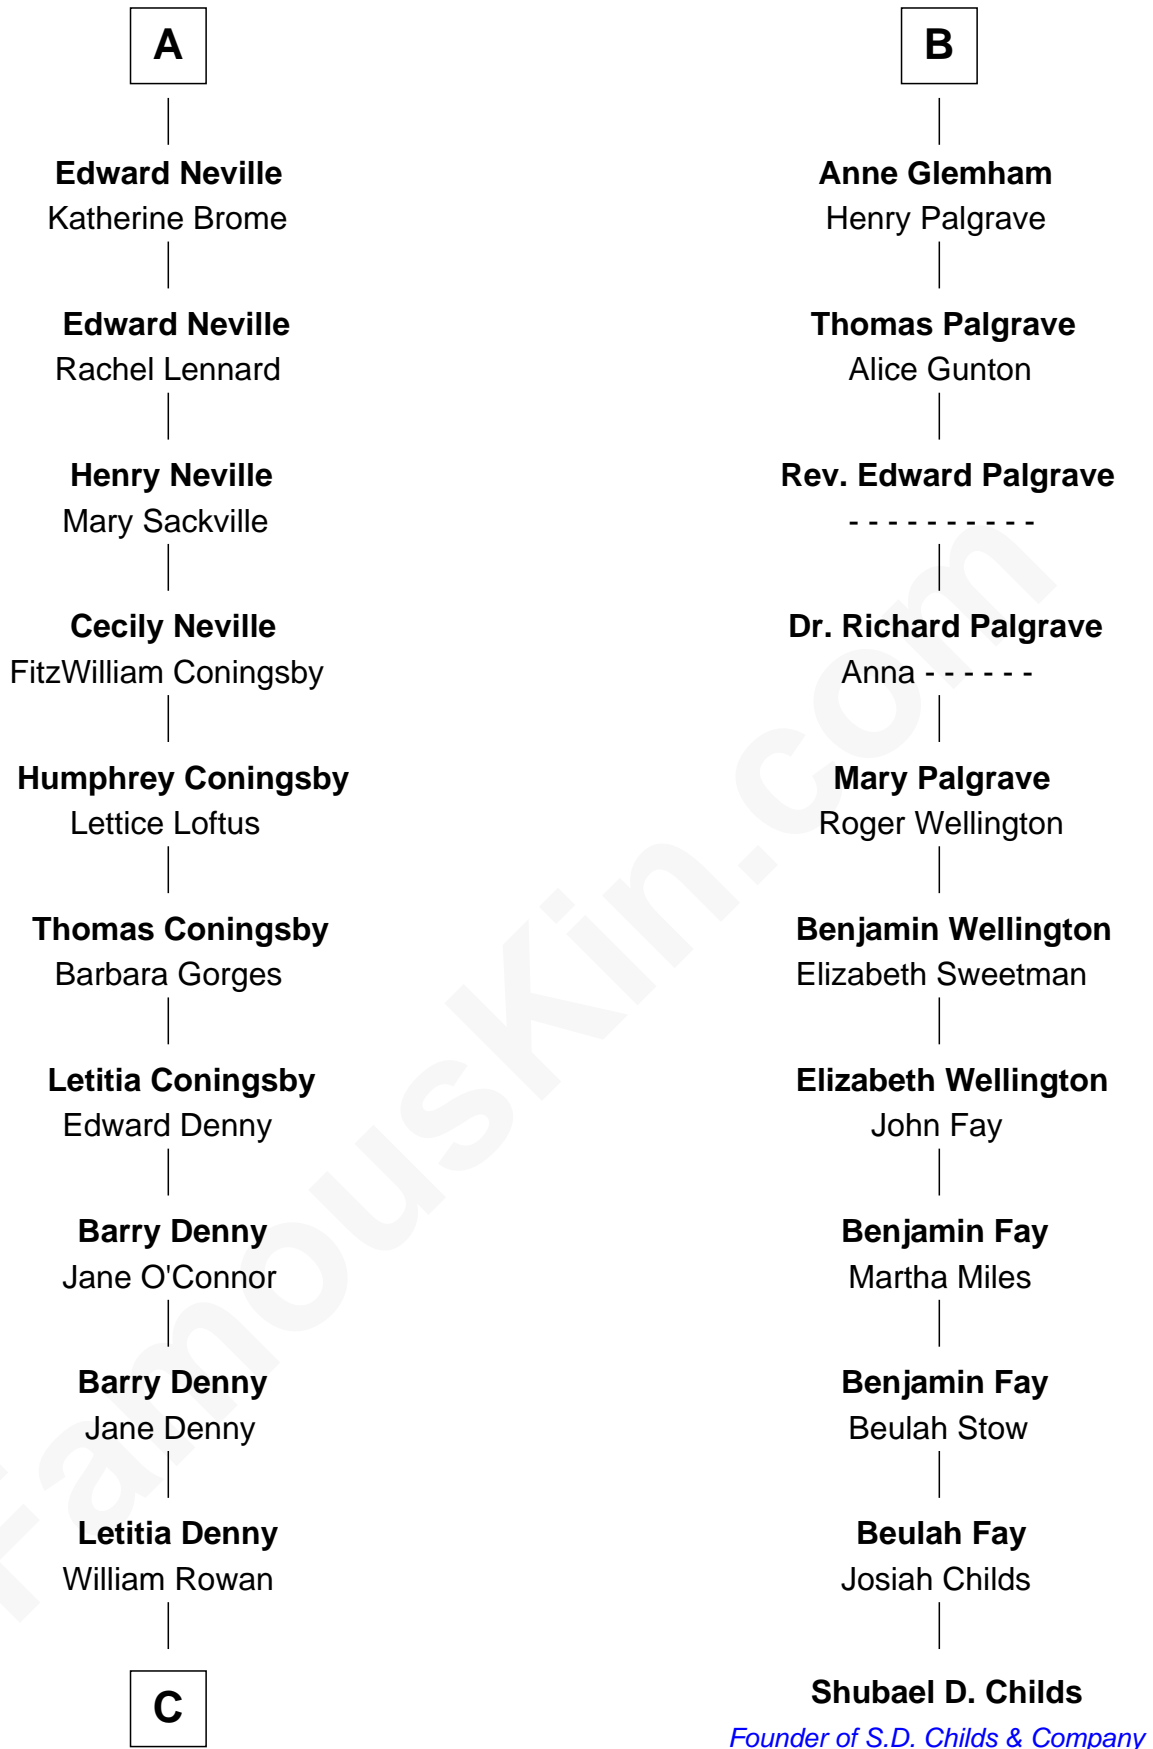 A
Edward Neville
Katherine Brome
Edward Neville
Rachel Lennard
Henry Neville
Mary Sackville
Cecily Neville
FitzWilliam Coningsby
Humphrey Coningsby
Lettice Loftus
Thomas Coningsby
Barbara Gorges
Letitia Coningsby
Edward Denny
Barry Denny
Jane O'Connor
Barry Denny
Jane Denny
Letitia Denny
William Rowan
C
B
Anne Glemham
Henry Palgrave
Thomas Palgrave
Alice Gunton
Rev. Edward Palgrave
- - - - - - - - - -
Dr. Richard Palgrave
Anna - - - - - -
Mary Palgrave
Roger Wellington
Benjamin Wellington
Elizabeth Sweetman
Elizabeth Wellington
John Fay
Benjamin Fay
Martha Miles
Benjamin Fay
Beulah Stow
Beulah Fay
Josiah Childs
Shubael D. Childs
Founder of S.D. Childs & Company
FamousKin.com